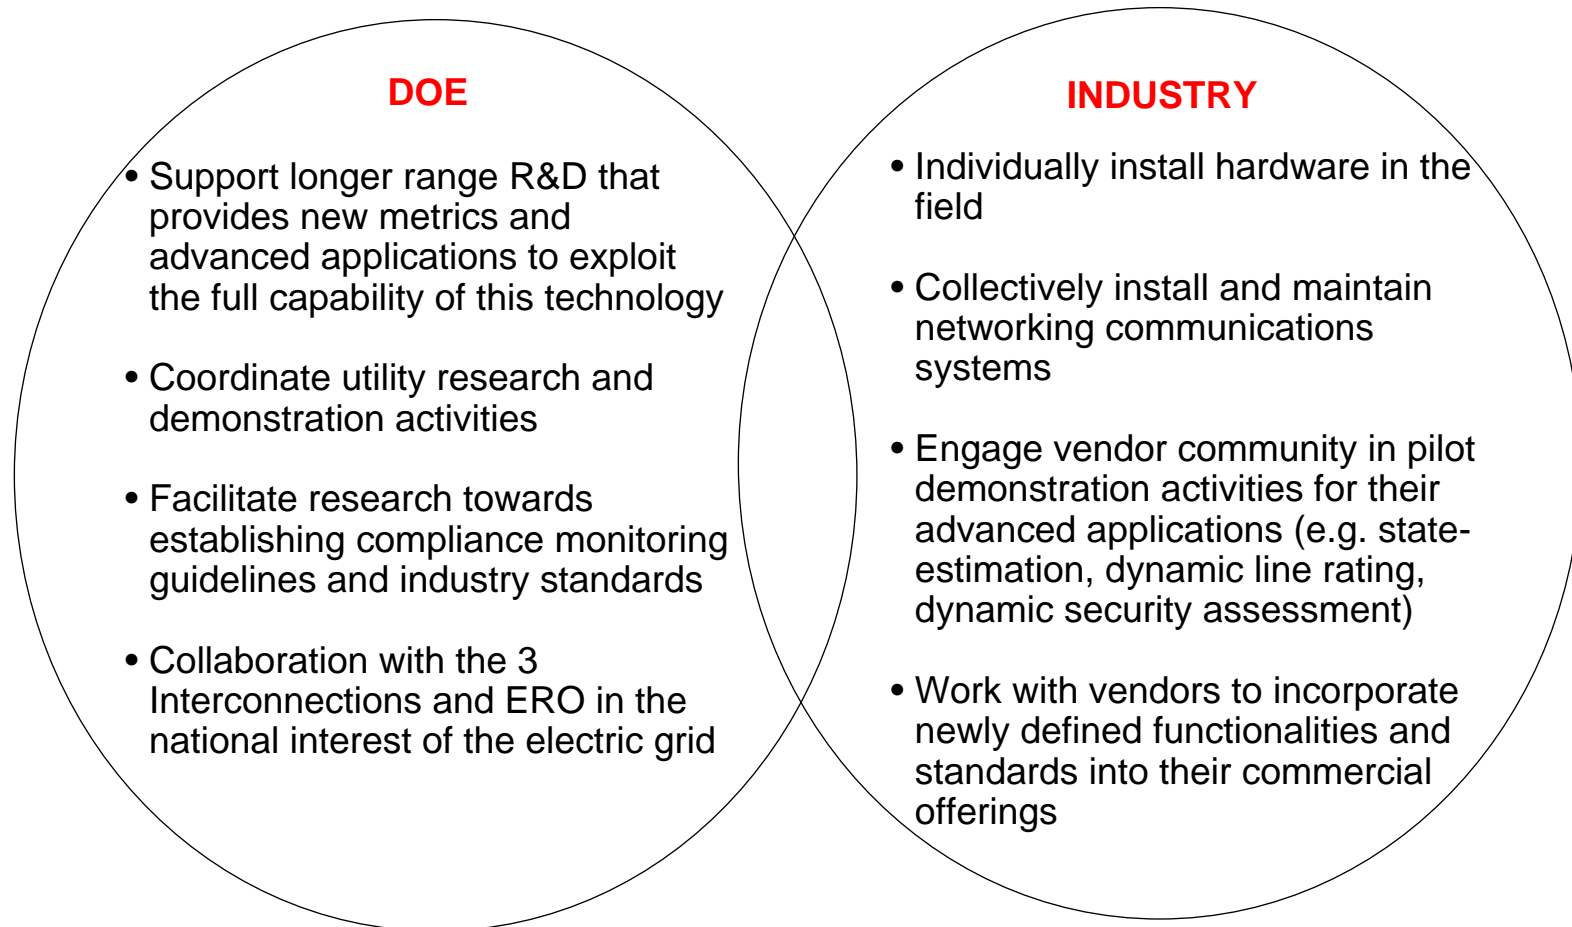 DOE
• Support longer range R&D that
provides new metrics and
advanced applications to exploit
the full capability of this technology
• Coordinate utility research and
demonstration activities
• Facilitate research towards
establishing compliance monitoring
guidelines and industry standards
• Collaboration with the 3
Interconnections and ERO in the
national interest of the electric grid
INDUSTRY
• Individually install hardware in the
field
• Collectively install and maintain
networking communications
systems
• Engage vendor community in pilot
demonstration activities for their
advanced applications (e.g. state-
estimation, dynamic line rating,
dynamic security assessment)
• Work with vendors to incorporate
newly defined functionalities and
standards into their commercial
offerings